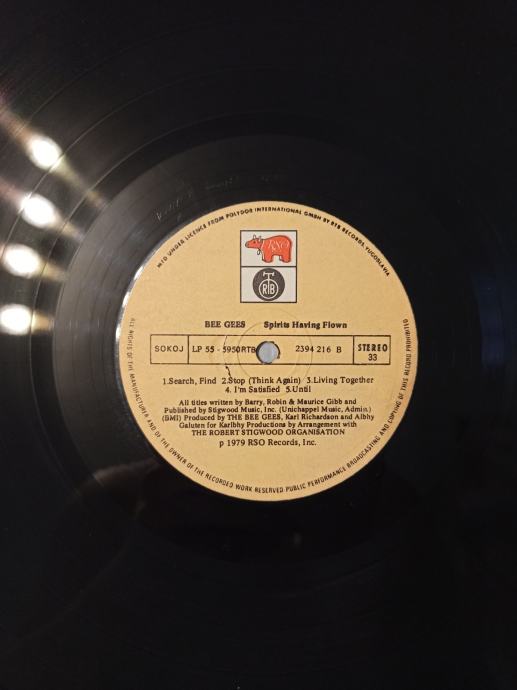 MFD UNDER LICENCE FROM POLYDOR INTERNATIONAL GMBH BY RTB RECORDS YUGOSLAVIA
RSO
RTB
BEE GEES Spirits Having Flown
SOKOJ LP 55 - 5950RTB 2394 216 B STEREO
33
1.Search, Find 2.Stop (Think Again) 3.Living Together
4. I'm Satisfied 5.Until
All titles written by Barry, Robin & Maurice Gibb and
Published by Stigwood Music, Inc. (Unichappel Music, Admin.)
(BMI) Produced by THE BEE GEES, Karl Richardson and Albhy
Galuten for Karlbhy Productions by Arrangement with
THE ROBERT STIGWOOD ORGANISATION
p 1979 RSO Records, Inc.
ALL RIGHTS OF THE MANUFACTURER AND OF THE OWNER OF THE RECORDED WORK RESERVED PUBLIC PERFORMANCE BROADCASTING AND COPYING OF THIS RECORD PROHIBITED